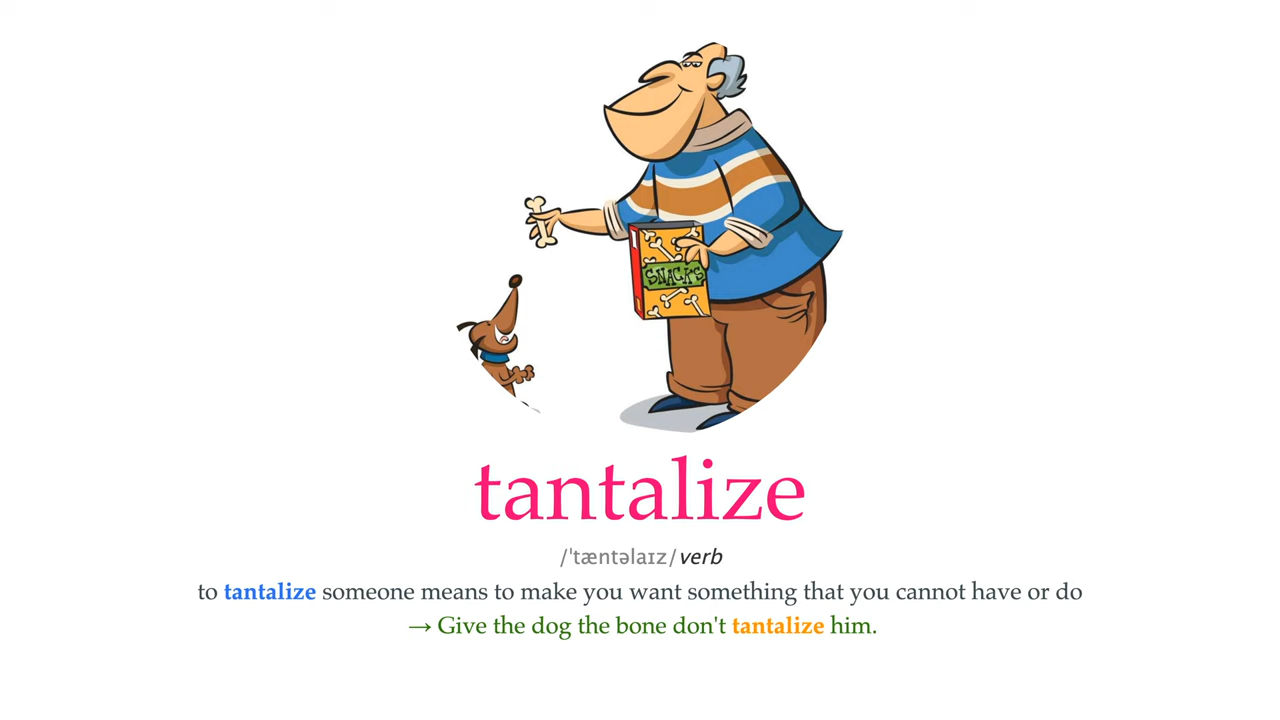 SNACKS
tantalize
/ˈtæntəlaɪz/ verb
to tantalize someone means to make you want something that you cannot have or do
→ Give the dog the bone don't tantalize him.